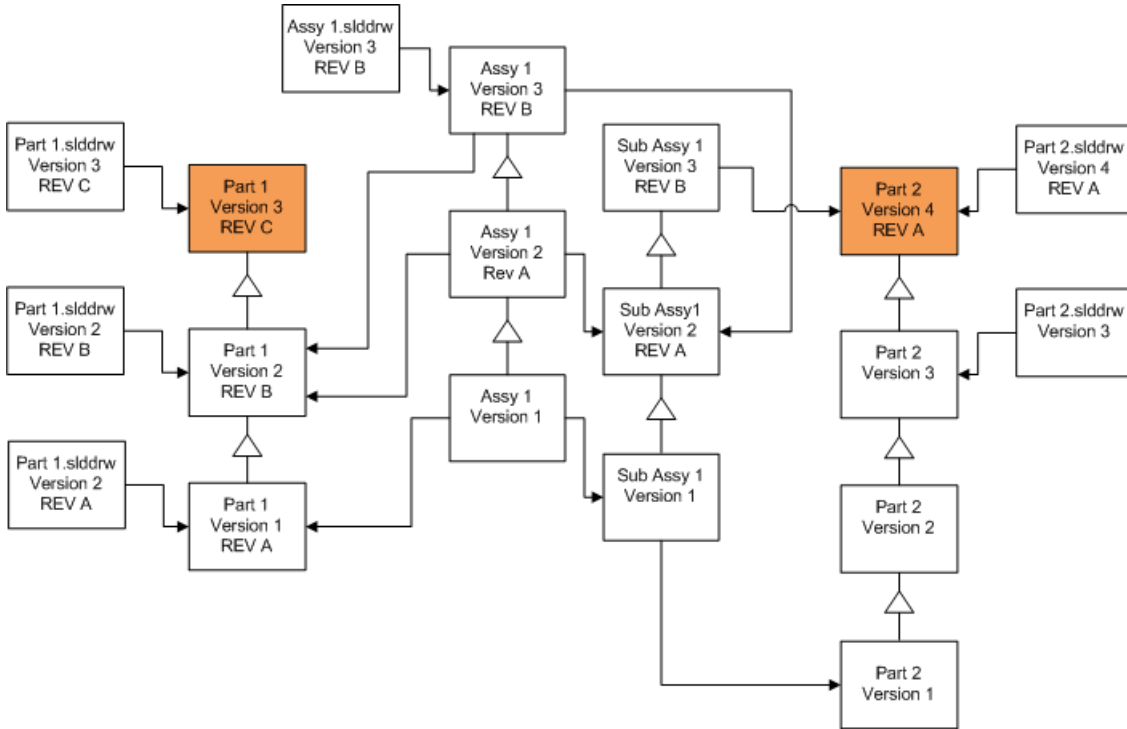 Assy 1.slddrw
Version 3
REV B
Assy 1
Version 3
REV B
Part 1.slddrw
Version 3
REV C
Part 1
Version 3
REV C
Sub Assy 1
Version 3
REV B
Part 2
Version 4
REV A
Part 2.slddrw
Version 4
REV A
Assy 1
Version 2
Rev A
Part 1.slddrw
Version 2
REV B
Part 1
Version 2
REV B
Sub Assy1
Version 2
REV A
Part 2
Version 3
Part 2.slddrw
Version 3
Assy 1
Version 1
Part 1.slddrw
Version 2
REV A
Part 1
Version 1
REV A
Sub Assy 1
Version 1
Part 2
Version 2
Part 2
Version 1